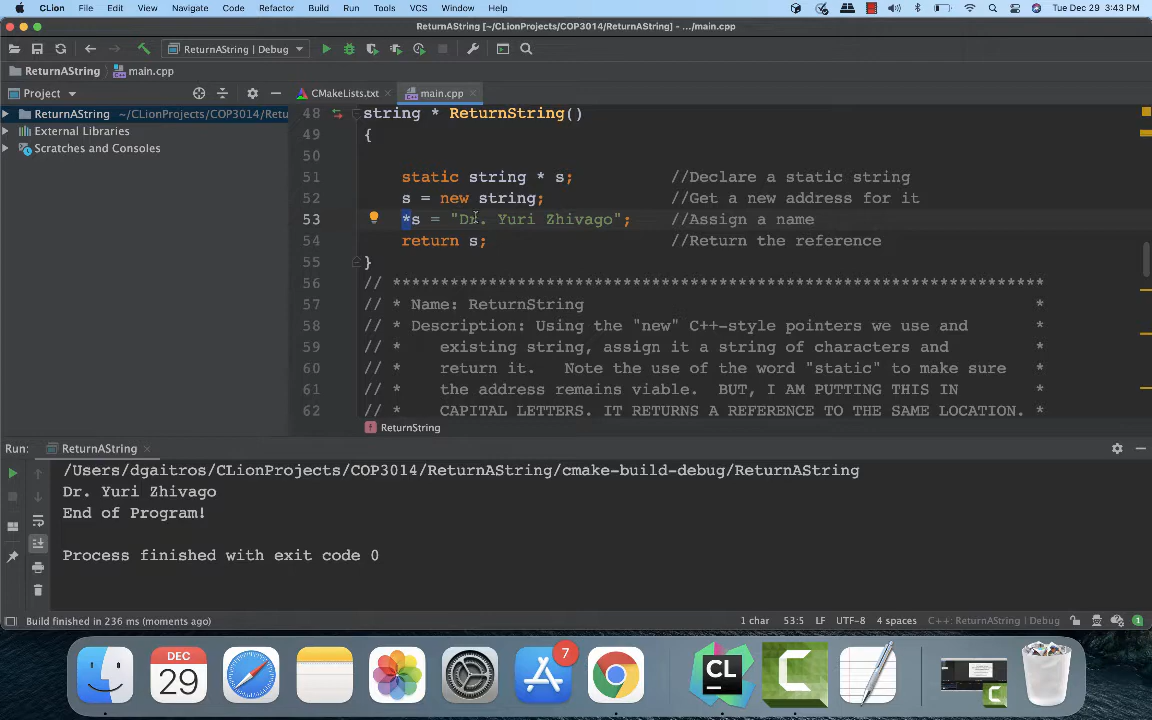 CLion File Edit View Navigate Code Refactor Build Run Tools VCS Window Help Tue Dec 29 3:43 PM
ReturnAString [~/CLionProjects/COP3014/ReturnAString] - .../main.cpp
ReturnAString | Debug
ReturnAString main.cpp
Project CMakeLists.txt main.cpp
ReturnAString ~/CLionProjects/COP3014/Retu
External Libraries
Scratches and Consoles
48 string * ReturnString()
49 {
50
51 static string * s; //Declare a static string
52 s = new string; //Get a new address for it
53 *s = "Dr. Yuri Zhivago"; //Assign a name
54 return s; //Return the reference
55 }
56 // ********************************************************************
57 // * Name: ReturnString *
58 // * Description: Using the "new" C++-style pointers we use and *
59 // * existing string, assign it a string of characters and *
60 // * return it. Note the use of the word "static" to make sure *
61 // * the address remains viable. BUT, I AM PUTTING THIS IN *
62 // * CAPITAL LETTERS. IT RETURNS A REFERENCE TO THE SAME LOCATION. *
f ReturnString
Run: ReturnAString
/Users/dgaitros/CLionProjects/COP3014/ReturnAString/cmake-build-debug/ReturnAString
Dr. Yuri Zhivago
End of Program!
Process finished with exit code 0
Build finished in 236 ms (moments ago) 1 char 53:5 LF UTF-8 4 spaces C++: ReturnAString | Debug 1
DEC
29
7
CL
C
C